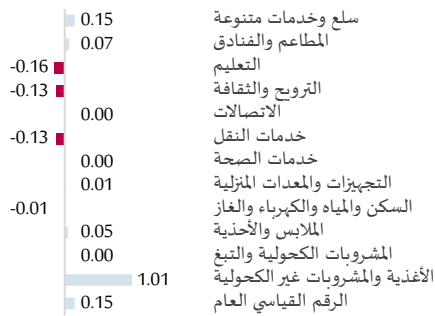 سلع وخدمات متنوعة 0.15
المطاعم والفنادق 0.07
التعليم -0.16
الترويح والثقافة -0.13
الاتصالات 0.00
خدمات النقل -0.13
خدمات الصحة 0.00
التجهيزات والمعدات المنزلية 0.01
السكن والمياه والكهرباء والغاز -0.01
الملابس والأحذية 0.05
المشروبات الكحولية والتبغ 0.00
الأغذية والمشروبات غير الكحولية 1.01
الرقم القياسي العام 0.15